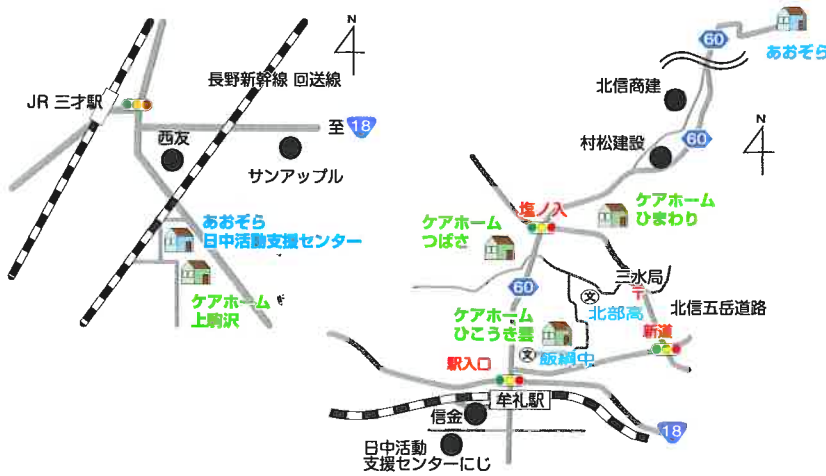 N
長野新幹線 回送線
JR 三才駅
至 18
西友
サンアップル
あおぞら
日中活動支援センター
ケアホーム
上駒沢
60
あおぞら
北信商建
N
村松建設
60
塩ノ入
ケアホーム
ひまわり
ケアホーム
つばさ
三水局
〒
60
文
北部高
北信五岳道路
ケアホーム
ひこうき雲
新道
文
飯綱中
駅入口
牟礼駅
信金
18
日中活動
支援センターにじ